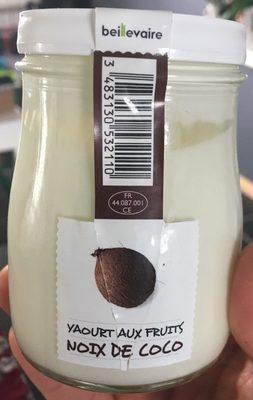 beillevaire
3 483130 532110
FR
44.087.001
CE
YAOURT AUX FRUITS
NOIX DE COCO